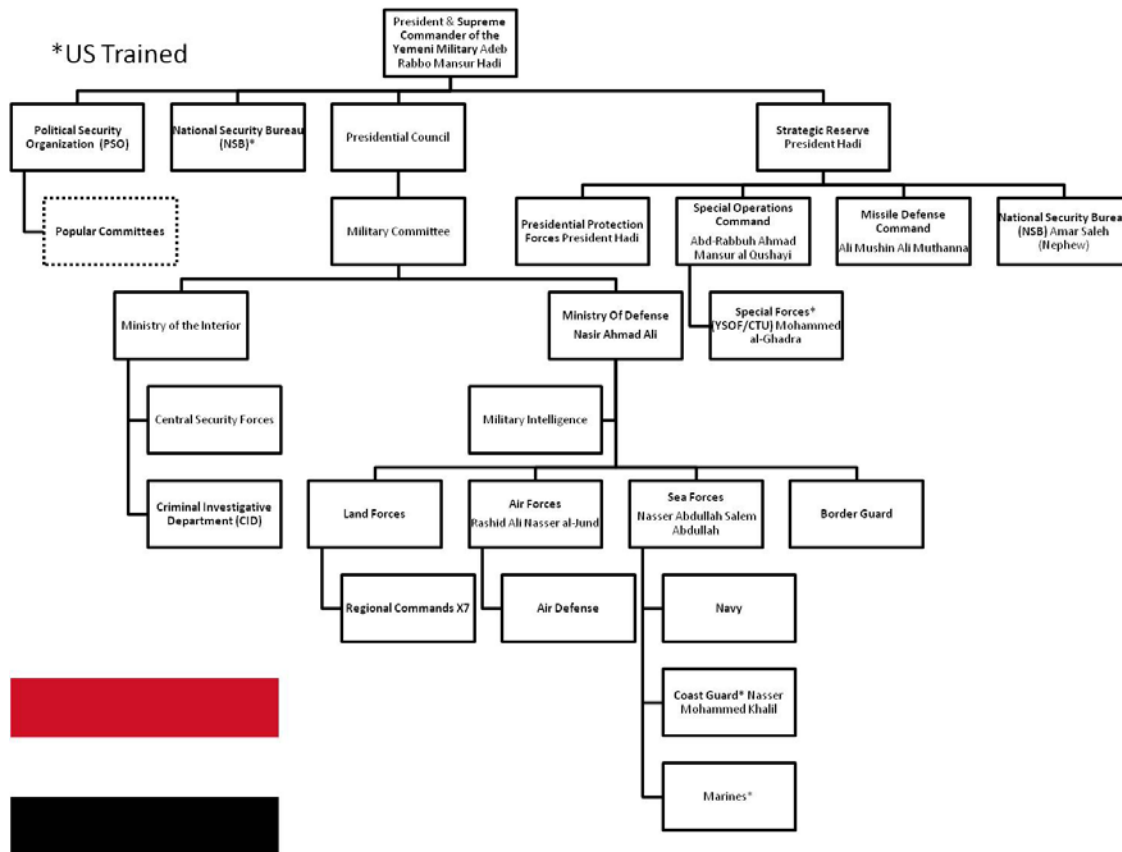 *US Trained
President & Supreme
Commander of the
Yemeni Military Adeb
Rabbo Mansur Hadi
Political Security
Organization (PSO)
National Security Bureau
(NSB)*
Presidential Council
Strategic Reserve
President Hadi
Popular Committees
Military Committee
Presidential Protection
Forces President Hadi
Special Operations
Command
Abd-Rabbuh Ahmad
Mansur al Qushayi
Missile Defense
Command
Ali Mushin Ali Muthanna
National Security Bureau
(NSB) Amar Saleh
(Nephew)
Ministry of the Interior
Ministry Of Defense
Nasir Ahmad Ali
Special Forces*
(YSOF/CTU) Mohammed
al-Ghadra
Central Security Forces
Military Intelligence
Criminal Investigative
Department (CID)
Land Forces
Air Forces
Rashid Ali Nasser al-Jund
Sea Forces
Nasser Abdullah Salem
Abdullah
Border Guard
Regional Commands X7
Air Defense
Navy
Coast Guard* Nasser
Mohammed Khalil
Marines*